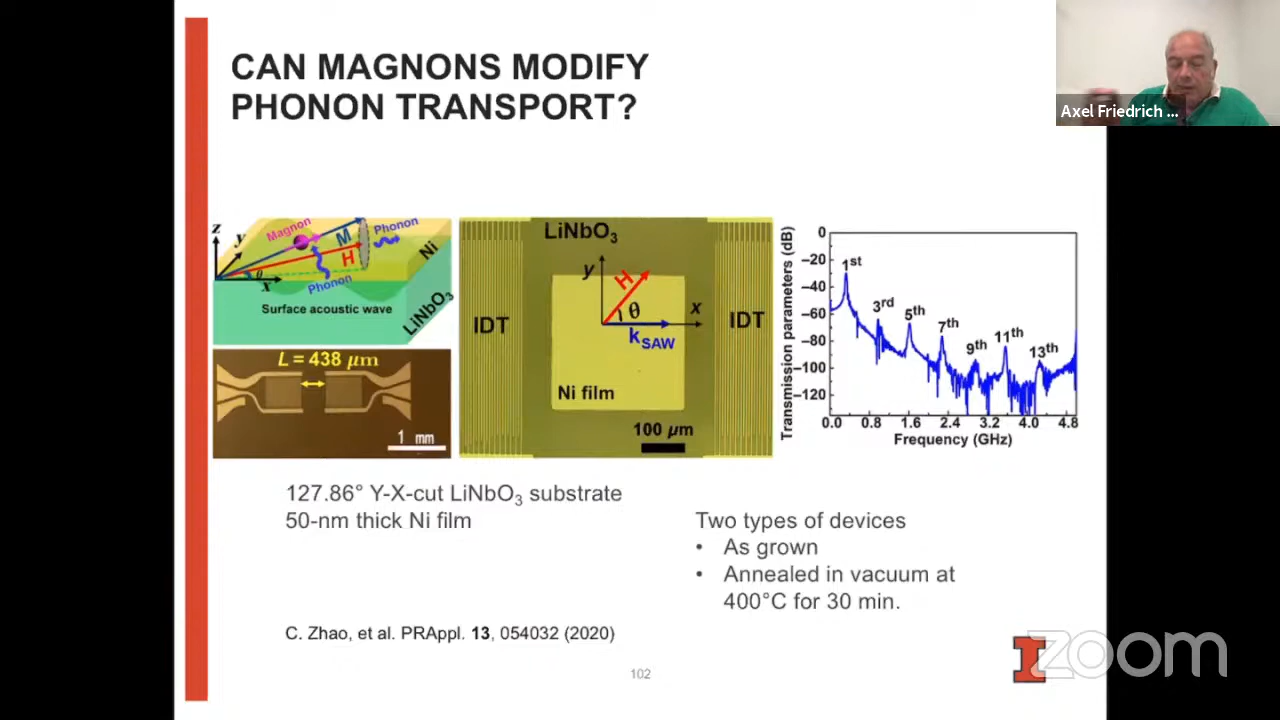 CAN MAGNONS MODIFY
PHONON TRANSPORT?
Axel Friedrich ...
z
y
x
Magnon
M
H
θ
Phonon
Phonon
Ni
Surface acoustic wave
LiNbO3
L = 438 μm
1 mm
LiNbO3
y
H
θ
x
kSAW
IDT
IDT
Ni film
100 μm
Transmission parameters (dB)
0
−20
−40
−60
−80
−100
−120
1st
3rd
5th
7th
9th
11th
13th
0.0 0.8 1.6 2.4 3.2 4.0 4.8
Frequency (GHz)
127.86° Y-X-cut LiNbO3 substrate
50-nm thick Ni film
Two types of devices
• As grown
• Annealed in vacuum at
400°C for 30 min.
C. Zhao, et al. PRAppl. 13, 054032 (2020)
102
I
zoom